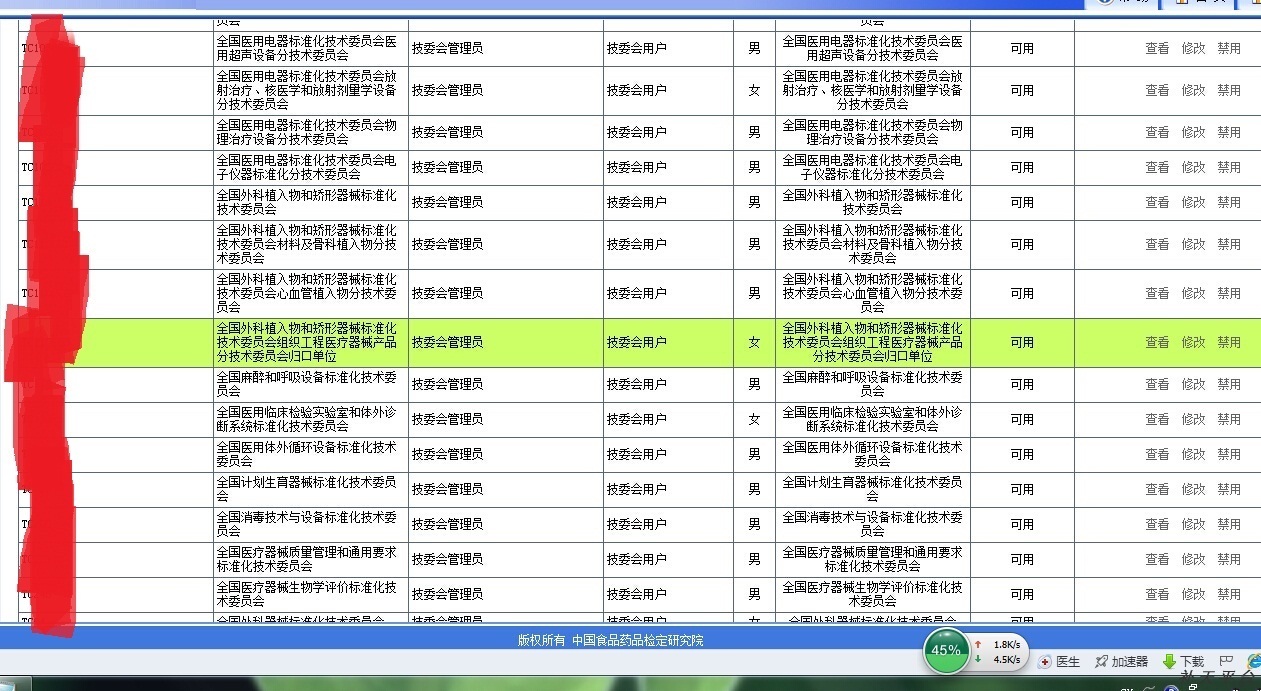 员会
员会
TC1
全国医用电器标准化技术委员会医
用超声设备分技术委员会
技委会管理员
技委会用户
男
全国医用电器标准化技术委员会医
用超声设备分技术委员会
可用
查看 修改 禁用
全国医用电器标准化技术委员会放
射治疗、核医学和放射剂量学设备
分技术委员会
技委会管理员
技委会用户
女
全国医用电器标准化技术委员会放
射治疗、核医学和放射剂量学设备
分技术委员会
可用
查看 修改 禁用
全国医用电器标准化技术委员会物
理治疗设备分技术委员会
技委会管理员
技委会用户
男
全国医用电器标准化技术委员会物
理治疗设备分技术委员会
可用
查看 修改 禁用
全国医用电器标准化技术委员会电
子仪器标准化分技术委员会
技委会管理员
技委会用户
男
全国医用电器标准化技术委员会电
子仪器标准化分技术委员会
可用
查看 修改 禁用
全国外科植入物和矫形器械标准化
技术委员会
技委会管理员
技委会用户
男
全国外科植入物和矫形器械标准化
技术委员会
可用
查看 修改 禁用
全国外科植入物和矫形器械标准化
技术委员会材料及骨科植入物分技
术委员会
技委会管理员
技委会用户
男
全国外科植入物和矫形器械标准化
技术委员会材料及骨科植入物分技
术委员会
可用
查看 修改 禁用
TC1
全国外科植入物和矫形器械标准化
技术委员会心血管植入物分技术委
员会
技委会管理员
技委会用户
男
全国外科植入物和矫形器械标准化
技术委员会心血管植入物分技术委
员会
可用
查看 修改 禁用
全国外科植入物和矫形器械标准化
技术委员会组织工程医疗器械产品
分技术委员会归口单位
技委会管理员
技委会用户
女
全国外科植入物和矫形器械标准化
技术委员会组织工程医疗器械产品
分技术委员会归口单位
可用
查看 修改 禁用
全国麻醉和呼吸设备标准化技术委
员会
技委会管理员
技委会用户
男
全国麻醉和呼吸设备标准化技术委
员会
可用
查看 修改 禁用
全国医用临床检验实验室和体外诊
断系统标准化技术委员会
技委会管理员
技委会用户
女
全国医用临床检验实验室和体外诊
断系统标准化技术委员会
可用
查看 修改 禁用
全国医用体外循环设备标准化技术
委员会
技委会管理员
技委会用户
男
全国医用体外循环设备标准化技术
委员会
可用
查看 修改 禁用
全国计划生育器械标准化技术委员
会
技委会管理员
技委会用户
男
全国计划生育器械标准化技术委员
会
可用
查看 修改 禁用
全国消毒技术与设备标准化技术委
员会
技委会管理员
技委会用户
男
全国消毒技术与设备标准化技术委
员会
可用
查看 修改 禁用
全国医疗器械质量管理和通用要求
标准化技术委员会
技委会管理员
技委会用户
男
全国医疗器械质量管理和通用要求
标准化技术委员会
可用
查看 修改 禁用
全国医疗器械生物学评价标准化技
术委员会
技委会管理员
技委会用户
男
全国医疗器械生物学评价标准化技
术委员会
可用
查看 修改 禁用
全国外科器械标准化技术委员会
技委会管理员
技委会用户
女
全国外科器械标准化技术委员会
可用
查看 修改 禁用
版权所有 中国食品药品检定研究院
45%
1.8K/s
4.5K/s
医生
加速器
下载